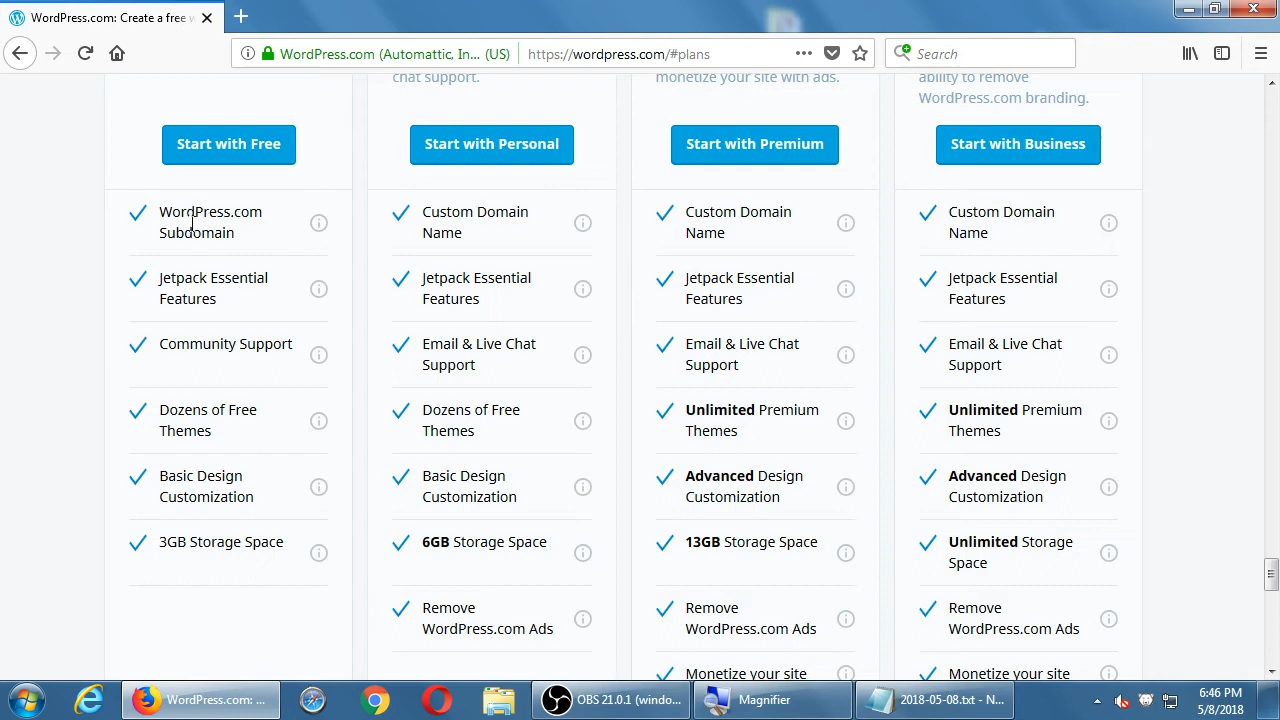 WordPress.com: Create a free w
WordPress.com (Automattic, In... (US)
https://wordpress.com/#plans
Search
chat support.
monetize your site with ads.
ability to remove
WordPress.com branding.
Start with Free
Start with Personal
Start with Premium
Start with Business
WordPress.com
Subdomain
Custom Domain
Name
Custom Domain
Name
Custom Domain
Name
Jetpack Essential
Features
Jetpack Essential
Features
Jetpack Essential
Features
Jetpack Essential
Features
Community Support
Email & Live Chat
Support
Email & Live Chat
Support
Email & Live Chat
Support
Dozens of Free
Themes
Dozens of Free
Themes
Unlimited Premium
Themes
Unlimited Premium
Themes
Basic Design
Customization
Basic Design
Customization
Advanced Design
Customization
Advanced Design
Customization
3GB Storage Space
6GB Storage Space
13GB Storage Space
Unlimited Storage
Space
Remove
WordPress.com Ads
Remove
WordPress.com Ads
Remove
WordPress.com Ads
Monetize your site
Monetize your site
WordPress.com: ...
OBS 21.0.1 (windo...
Magnifier
2018-05-08.txt - N...
6:46 PM
5/8/2018